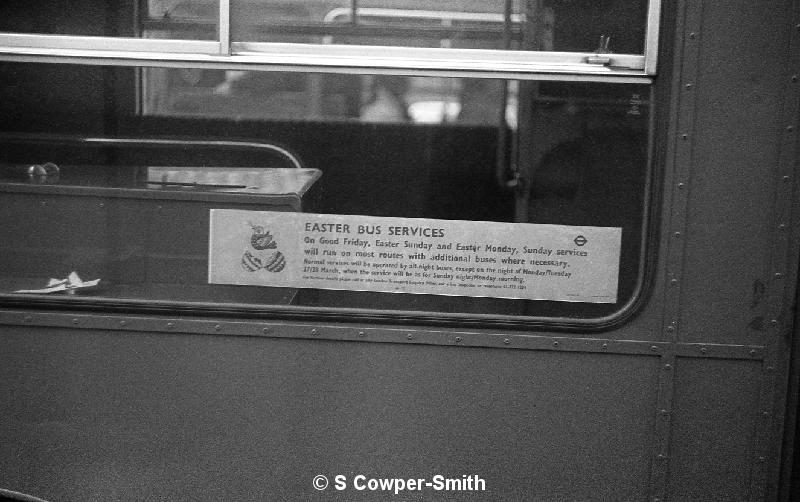 EASTER BUS SERVICES
On Good Friday, Easter Sunday and Easter Monday, Sunday services
will run on most routes with additional buses where necessary.
Normal services will be operated by all-night buses, except on the night of Monday/Tuesday
27/28 March, when the service will be as for Sunday night/Monday morning.
© S Cowper-Smith